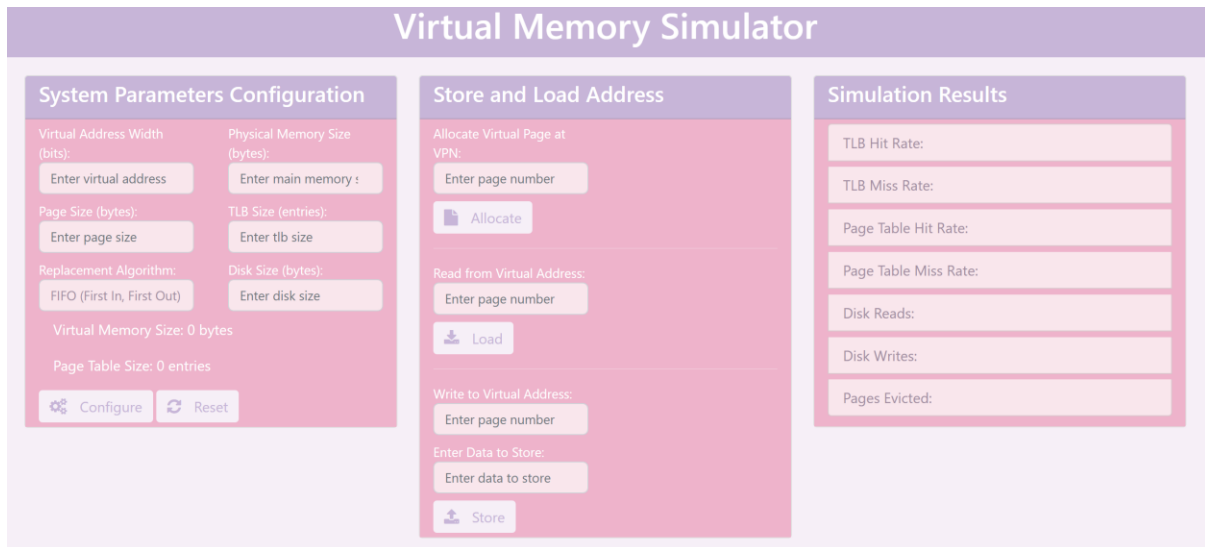 Virtual Memory Simulator
System Parameters Configuration
Virtual Address Width
(bits):
Enter virtual address
Physical Memory Size
(bytes):
Enter main memory s
Page Size (bytes):
Enter page size
TLB Size (entries):
Enter tlb size
Replacement Algorithm:
FIFO (First In, First Out)
Disk Size (bytes):
Enter disk size
Virtual Memory Size: 0 bytes
Page Table Size: 0 entries
Configure
Reset
Store and Load Address
Allocate Virtual Page at
VPN:
Enter page number
Allocate
Read from Virtual Address:
Enter page number
Load
Write to Virtual Address:
Enter page number
Enter Data to Store:
Enter data to store
Store
Simulation Results
TLB Hit Rate:
TLB Miss Rate:
Page Table Hit Rate:
Page Table Miss Rate:
Disk Reads:
Disk Writes:
Pages Evicted: